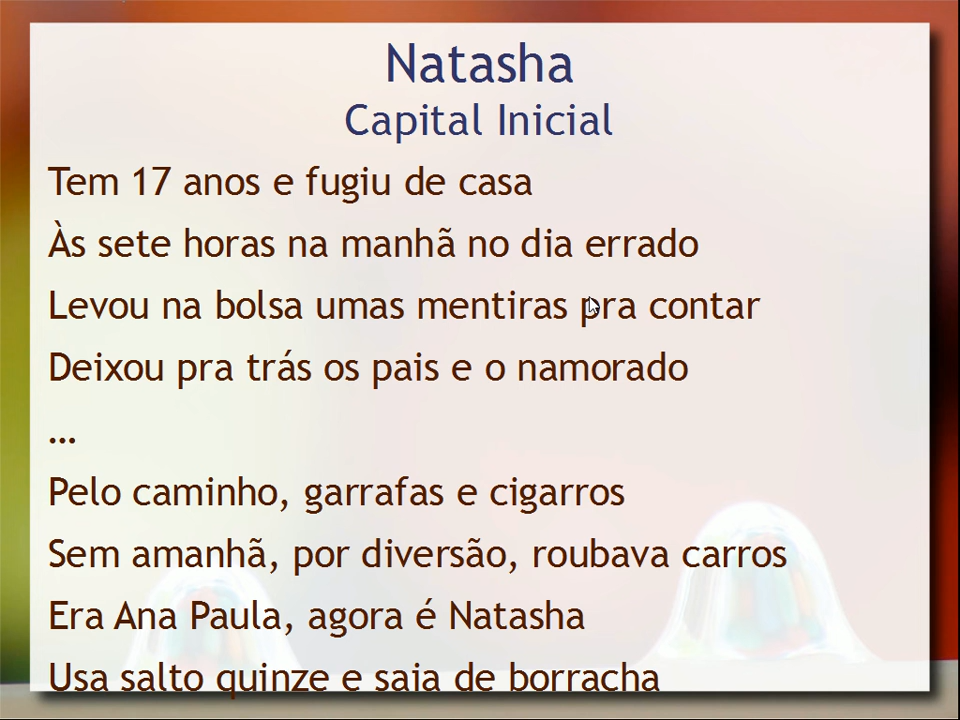 Natasha
Capital Inicial
Tem 17 anos e fugiu de casa
Às sete horas na manhã no dia errado
Levou na bolsa umas mentiras pra contar
Deixou pra trás os pais e o namorado
…
Pelo caminho, garrafas e cigarros
Sem amanhã, por diversão, roubava carros
Era Ana Paula, agora é Natasha
Usa salto quinze e saia de borracha